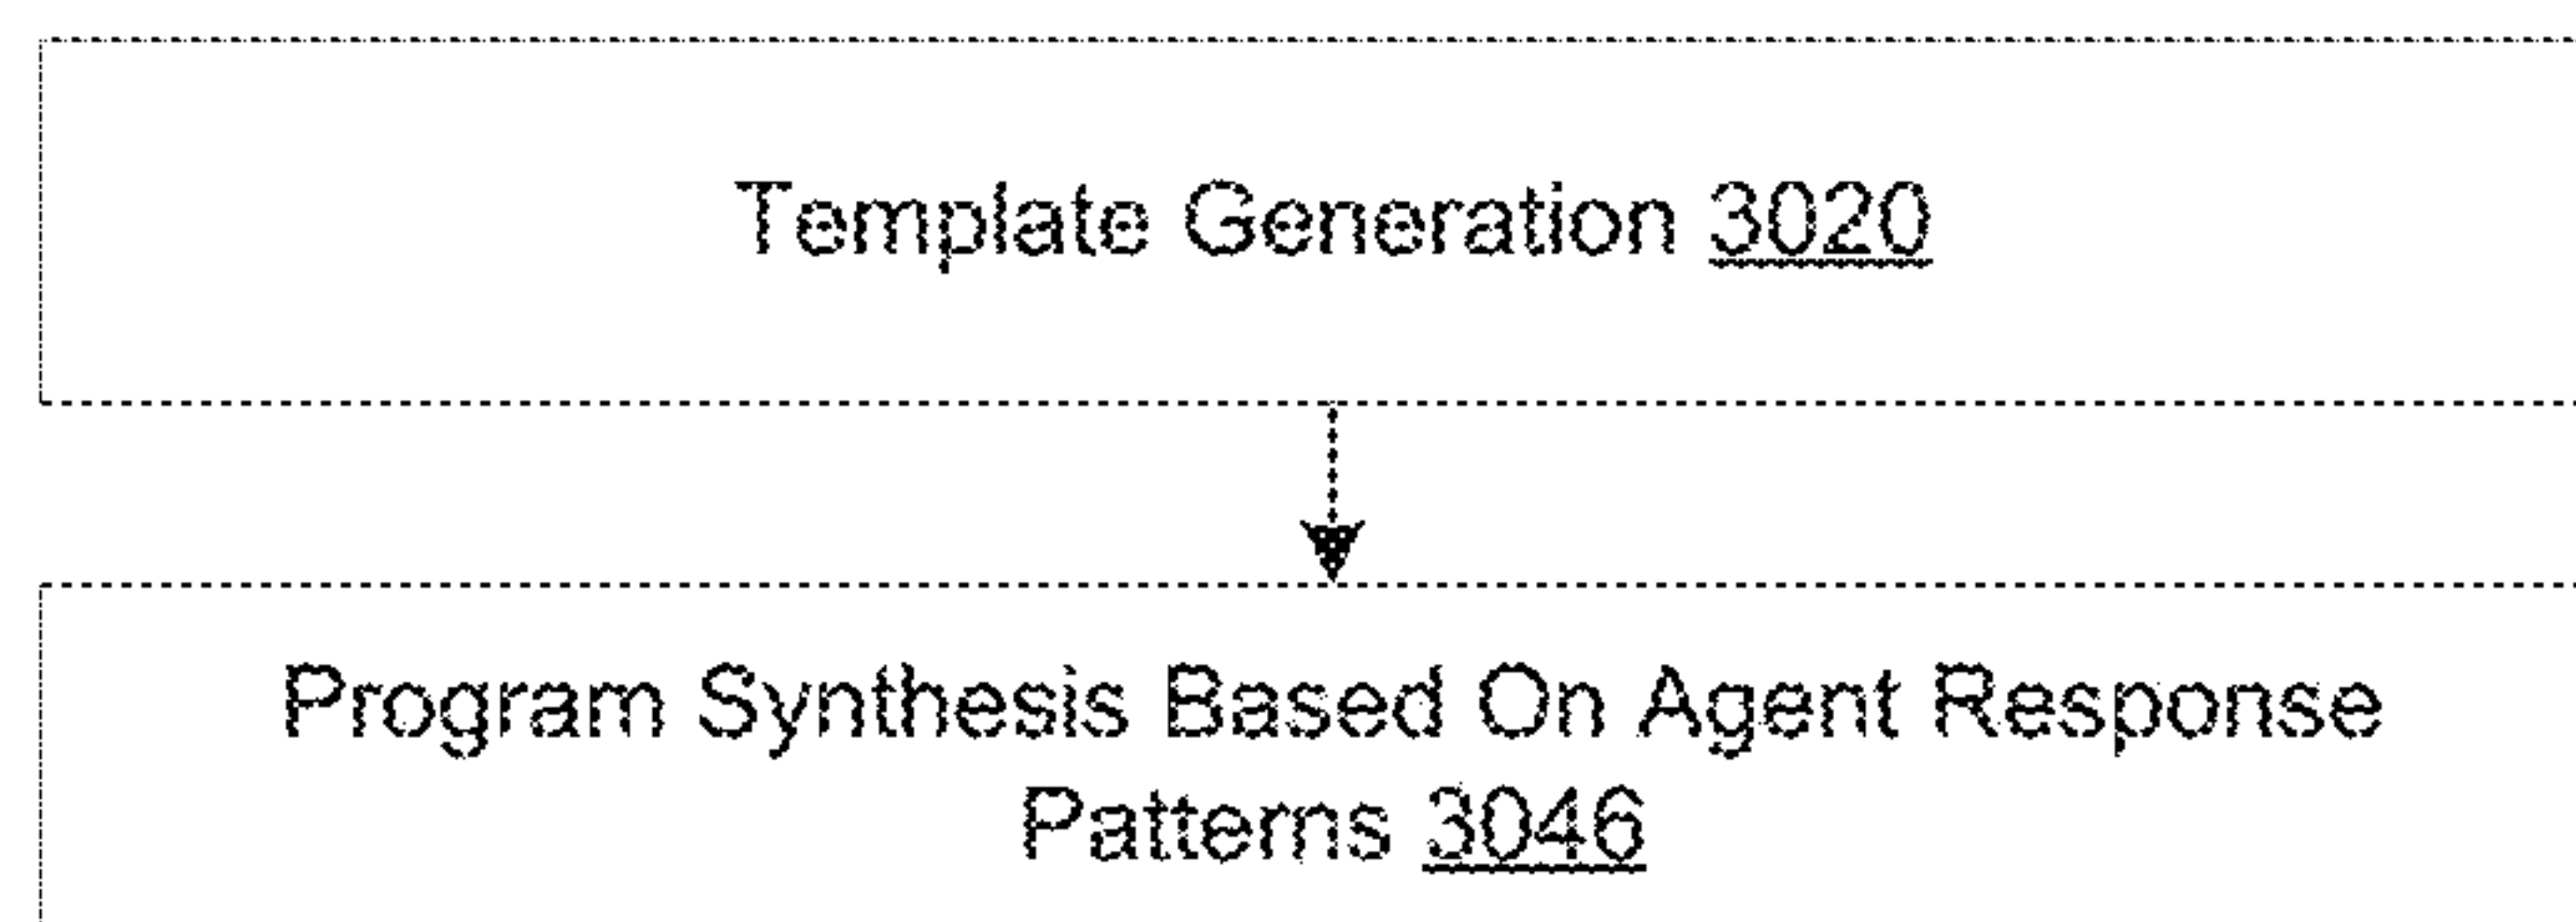 Template Generation 3020
Program Synthesis Based On Agent Response
Patterns 3046